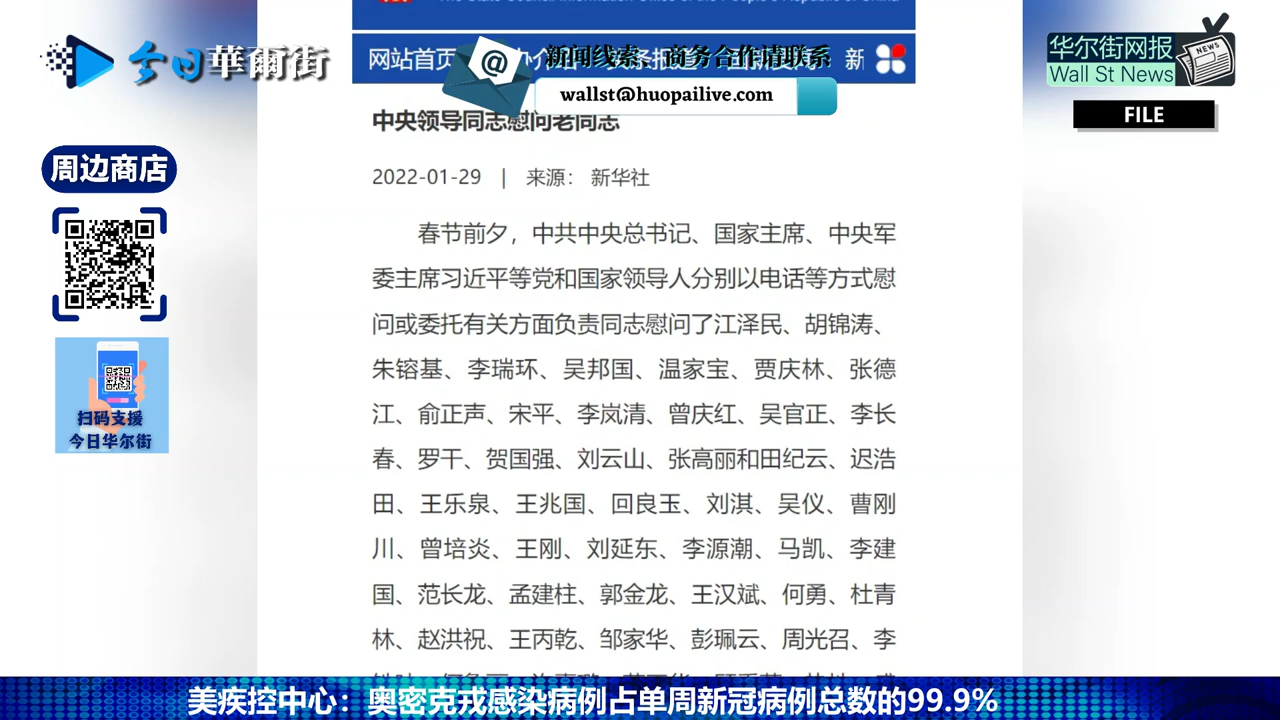 The State Council Information Office of the People's Republic of China
今日華爾街
网站首页
新
新闻线索、商务合作请联系
@
wallst@huopailive.com
华尔街网报
Wall St News
NEWS
FILE
周边商店
扫码支援
今日华尔街
中央领导同志慰问老同志
2022-01-29 | 来源： 新华社
春节前夕，中共中央总书记、国家主席、中央军
委主席习近平等党和国家领导人分别以电话等方式慰
问或委托有关方面负责同志慰问了江泽民、胡锦涛、
朱镕基、李瑞环、吴邦国、温家宝、贾庆林、张德
江、俞正声、宋平、李岚清、曾庆红、吴官正、李长
春、罗干、贺国强、刘云山、张高丽和田纪云、迟浩
田、王乐泉、王兆国、回良玉、刘淇、吴仪、曹刚
川、曾培炎、王刚、刘延东、李源潮、马凯、李建
国、范长龙、孟建柱、郭金龙、王汉斌、何勇、杜青
林、赵洪祝、王丙乾、邹家华、彭珮云、周光召、李
美疾控中心：奥密克戎感染病例占单周新冠病例总数的99.9%